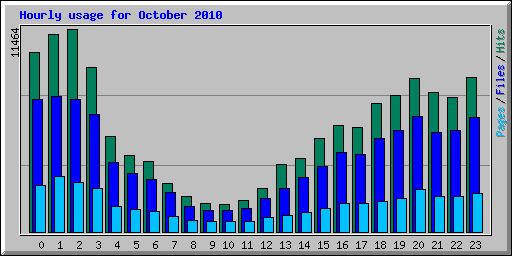 Hourly usage for October 2010
11464
Pages / Files / Hits
0 1 2 3 4 5 6 7 8 9 10 11 12 13 14 15 16 17 18 19 20 21 22 23